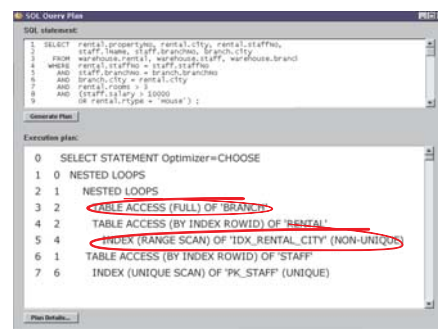 SQL Query Plan
SQL statement:
1 SELECT rental.propertyNo, rental.city, rental.staffNo,
2 staff.lname, staff.branchNo, branch.city
3 FROM warehouse.rental, warehouse.staff, warehouse.branc
4 WHERE rental.staffNo = staff.staffNo
5 AND staff.branchNo = branch.branchNo
6 AND branch.city = rental.city
7 AND rental.rooms > 3
8 AND (staff.salary > 10000
9 OR rental.rtype = 'House') ;
Generate Plan
Execution plan:
0 SELECT STATEMENT Optimizer=CHOOSE
1 0 NESTED LOOPS
2 1 NESTED LOOPS
3 2 TABLE ACCESS (FULL) OF 'BRANCH'
4 2 TABLE ACCESS (BY INDEX ROWID) OF 'RENTAL'
5 4 INDEX (RANGE SCAN) OF 'IDX_RENTAL_CITY' (NON-UNIQUE)
6 1 TABLE ACCESS (BY INDEX ROWID) OF 'STAFF'
7 6 INDEX (UNIQUE SCAN) OF 'PK_STAFF' (UNIQUE)
Plan Details...